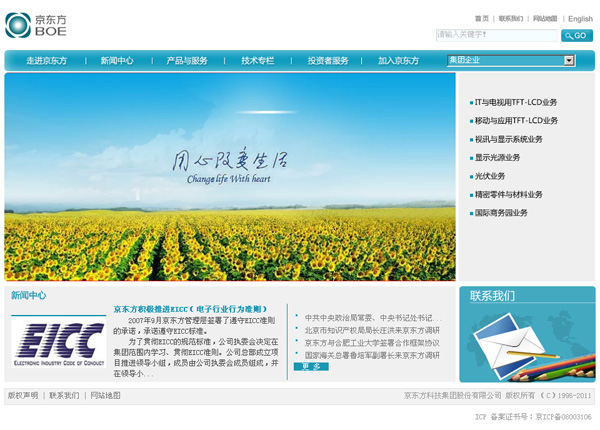 京东方
BOE
首页 | 联系我们 | 网站地图 | English
请输入关键字!
GO
走进京东方 | 新闻中心 | 产品与服务 | 技术专栏 | 投资者服务 | 加入京东方
集团企业
用心改变生活
Change life With heart
IT与电视用TFT-LCD业务
移动与应用TFT-LCD业务
视讯与显示系统业务
显示光源业务
光伏业务
精密零件与材料业务
国际商务园业务
新闻中心
EICC
ELECTRONIC INDUSTRY CODE OF CONDUCT
京东方积极推进EICC（电子行业行为准则）
2007年9月京东方管理层签署了遵守EICC准则
的承诺，承诺遵守EICC标准。
为了贯彻EICC的规范标准，公司执委会决定在
集团范围内学习、贯彻EICC准则。公司总部成立项
目推进领导小组，成员由公司执委会成员组成，并
在领导小...
中共中央政治局常委、中央书记处书记...
北京市知识产权局局长汪洪来京东方调研
京东方与合肥工业大学签署合作框架协议
国家海关总署鲁培军副署长来京东方调研
更 多
联系我们
版权声明 | 联系我们 | 网站地图
京东方科技集团股份有限公司 版权所有 (C)1996-2011
ICP 备案证书号：京ICP备08003106